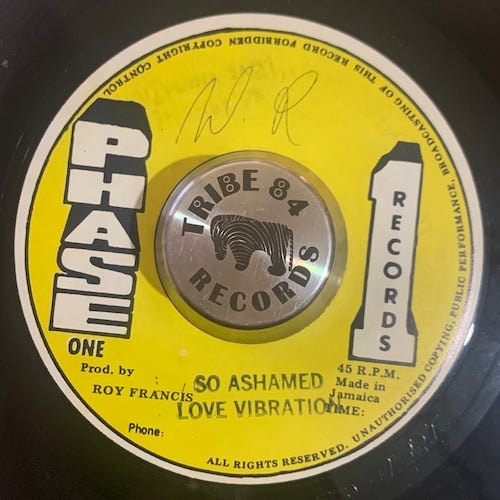 UNAUTHORISED COPYING, PUBLIC PERFORMANCE, BROADCASTING OF THIS RECORD FORBIDDEN COPYRIGHT CONTROL
W. R
PHASE
ONE
1
RECORDS
TRIBE 84
RECORDS
Prod. by
ROY FRANCIS
SO ASHAMED
LOVE VIBRATION
45 R.P.M.
Made in
Jamaica
TIME:
Phone:
ALL RIGHTS RESERVED.